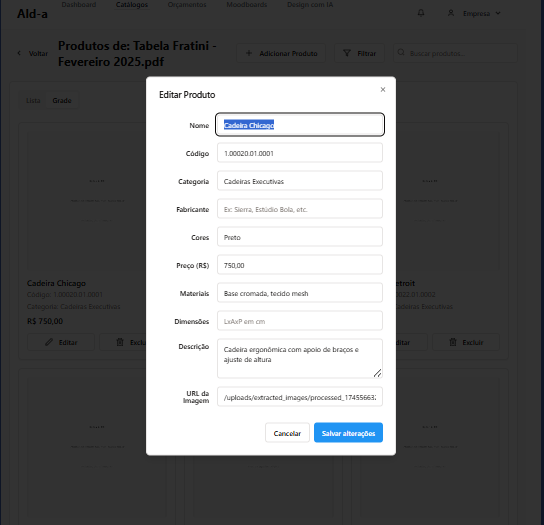 Dashboard Catálogos Orçamentos Moodboards Design com IA
Ald-a
Empresa
Voltar
Produtos de: Tabela Fratini -
Fevereiro 2025.pdf
Adicionar Produto
Filtrar
Buscar produtos...
Lista Grade
Editar Produto
×
Nome Cadeira Chicago
Código 1.00020.01.0001
Categoria Cadeiras Executivas
Fabricante Ex: Sierra, Estúdio Bola, etc.
Cores Preto
Preço (R$) 750,00
Materiais Base cromada, tecido mesh
Dimensões LxAxP em cm
Descrição Cadeira ergonômica com apoio de braços e
ajuste de altura
URL da
Imagem
/uploads/extracted_images/processed_174556632
Cancelar Salvar alterações
Cadeira Chicago
Código: 1.00020.01.0001
Categoria: Cadeiras Executivas
R$ 750,00
Editar Exclu
etroit
0022.01.0002
deiras Executivas
itar Excluir